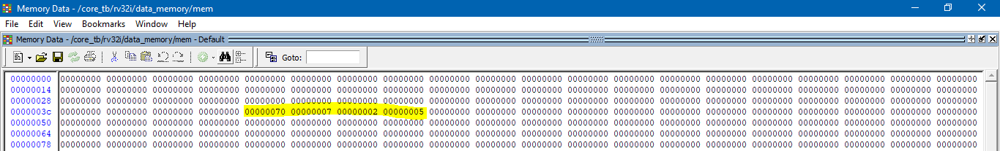 Memory Data - /core_tb/rv32i/data_memory/mem
File Edit View Bookmarks Window Help
Memory Data - /core_tb/rv32i/data_memory/mem - Default
Goto:
00000000 00000000 00000000 00000000 00000000 00000000 00000000 00000000 00000000 00000000 00000000 00000000 00000000 00000000 00000000 00000000 00000000 00000000 00000000 00000000 00000000
00000014 00000000 00000000 00000000 00000000 00000000 00000000 00000000 00000000 00000000 00000000 00000000 00000000 00000000 00000000 00000000 00000000 00000000 00000000 00000000 00000000
00000028 00000000 00000000 00000000 00000000 00000000 00000000 00000000 00000000 00000000 00000000 00000000 00000000 00000000 00000000 00000000 00000000 00000000 00000000 00000000 00000000
0000003c 00000000 00000000 00000000 00000000 00000070 00000007 00000002 00000005 00000000 00000000 00000000 00000000 00000000 00000000 00000000 00000000 00000000 00000000 00000000 00000000
00000050 00000000 00000000 00000000 00000000 00000000 00000000 00000000 00000000 00000000 00000000 00000000 00000000 00000000 00000000 00000000 00000000 00000000 00000000 00000000 00000000
00000064 00000000 00000000 00000000 00000000 00000000 00000000 00000000 00000000 00000000 00000000 00000000 00000000 00000000 00000000 00000000 00000000 00000000 00000000 00000000 00000000
00000078 00000000 00000000 00000000 00000000 00000000 00000000 00000000 00000000 00000000 00000000 00000000 00000000 00000000 00000000 00000000 00000000 00000000 00000000 00000000 00000000